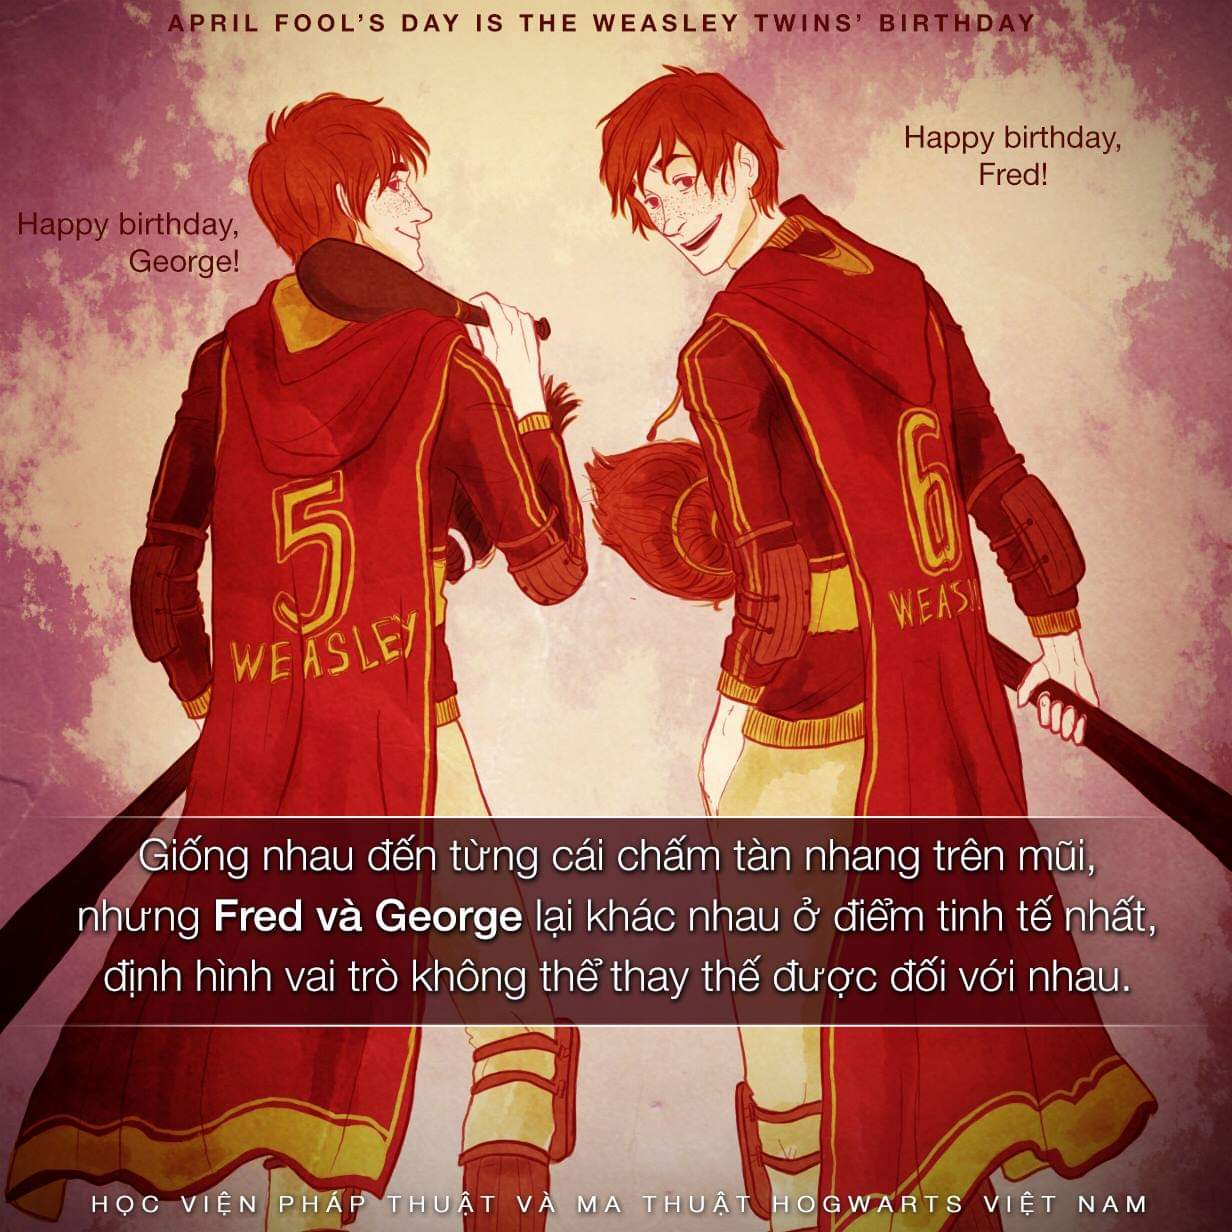 APRIL FOOL'S DAY IS THE WEASLEY TWINS' BIRTHDAY
Happy birthday,
Fred!
Happy birthday,
George!
5
WEASLEY
6
Giống nhau đến từng cái chấm tàn nhang trên mũi,
nhưng Fred và George lại khác nhau ở điểm tinh tế nhất,
định hình vai trò không thể thay thế được đối với nhau.
HỌC VIỆN PHÁP THUẬT VÀ MA THUẬT HOGWARTS VIỆT NAM